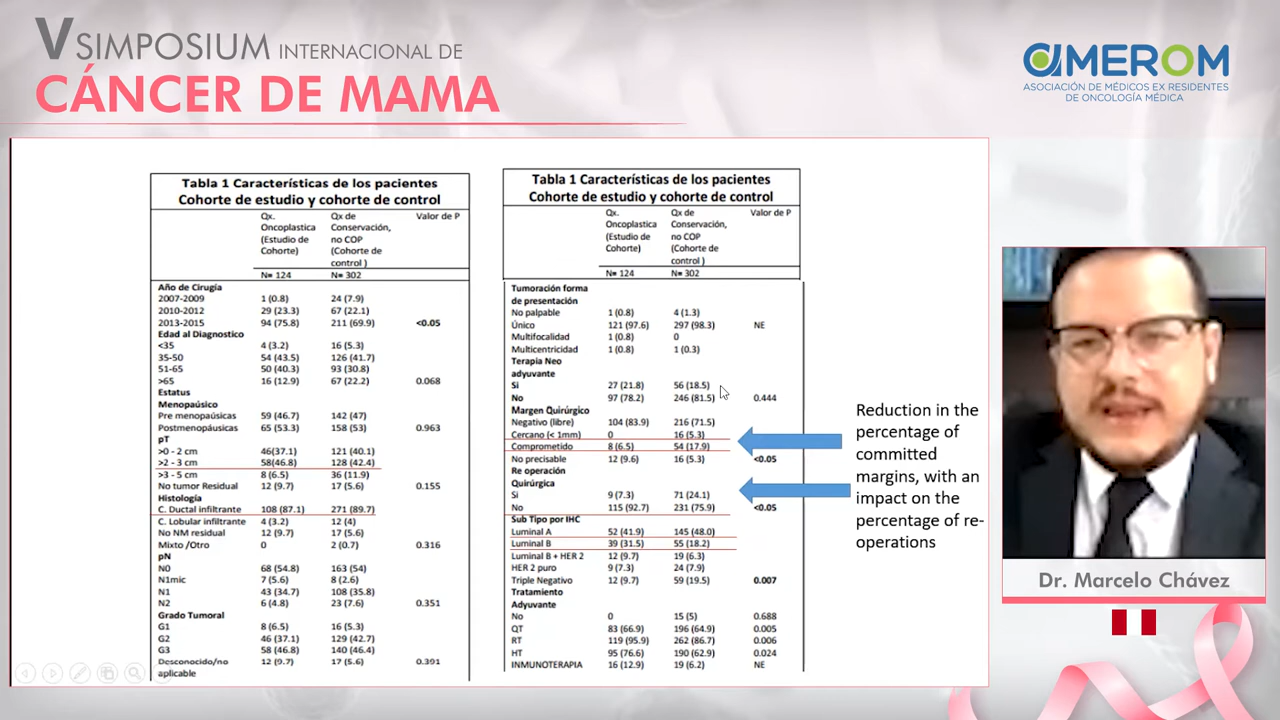 V SIMPOSIUM INTERNACIONAL DE
CÁNCER DE MAMA
AMEROM
ASOCIACIÓN DE MÉDICOS EX RESIDENTES
DE ONCOLOGÍA MÉDICA
Tabla 1 Características de los pacientes
Cohorte de estudio y cohorte de control
Qx. Qx de Valor de P
Oncoplastica Conservación,
(Estudio de no COP
Cohorte) (Cohorte de
control )
N= 124 N= 302
Año de Cirugía
2007-2009 1 (0.8) 24 (7.9)
2010-2012 29 (23.3) 67 (22.1)
2013-2015 94 (75.8) 211 (69.9) <0.05
Edad al Diagnostico
<35 4 (3.2) 16 (5.3)
35-50 54 (43.5) 126 (41.7)
51-65 50 (40.3) 93 (30.8)
>65 16 (12.9) 67 (22.2) 0.068
Estatus
Menopaúsico
Pre menopaúsicas 59 (46.7) 142 (47)
Postmenopáusicas 65 (53.3) 158 (53) 0.963
pT
>0 - 2 cm 46(37.1) 121 (40.1)
>2 - 3 cm 58(46.8) 128 (42.4)
>3 - 5 cm 8 (6.5) 36 (11.9)
No tumor Residual 12 (9.7) 17 (5.6) 0.155
Histología
C. Ductal infiltrante 108 (87.1) 271 (89.7)
C. Lobular infiltrante 4 (3.2) 12 (4)
No NM residual 12 (9.7) 17 (5.6)
Mixto /Otro 0 2 (0.7) 0.316
pN
N0 68 (54.8) 163 (54)
N1mic 7 (5.6) 8 (2.6)
N1 43 (34.7) 108 (35.8)
N2 6 (4.8) 23 (7.6) 0.351
Grado Tumoral
G1 8 (6.5) 16 (5.3)
G2 46 (37.1) 129 (42.7)
G3 58 (46.8) 140 (46.4)
Desconocido/no 12 (9.7) 17 (5.6) 0.391
aplicable
Tabla 1 Características de los pacientes
Cohorte de estudio y cohorte de control
Qx. Qx de Valor de P
Oncoplastica Conservación,
(Estudio de no COP
Cohorte) (Cohorte de
control )
N= 124 N= 302
Tumoración forma
de presentación
No palpable 1 (0.8) 4 (1.3)
Único 121 (97.6) 297 (98.3) NE
Multifocalidad 1 (0.8) 0
Multicentricidad 1 (0.8) 1 (0.3)
Terapia Neo
adyuvante
Si 27 (21.8) 56 (18.5)
No 97 (78.2) 246 (81.5) 0.444
Margen Quirúrgico
Negativo (libre) 104 (83.9) 216 (71.5)
Cercano (< 1mm) 0 16 (5.3)
Comprometido 8 (6.5) 54 (17.9)
No precisable 12 (9.6) 16 (5.3) <0.05
Re operación
Quirúrgica
Si 9 (7.3) 71 (24.1)
No 115 (92.7) 231 (75.9) <0.05
Sub Tipo por IHC
Luminal A 52 (41.9) 145 (48.0)
Luminal B 39 (31.5) 55 (18.2)
Luminal B + HER 2 12 (9.7) 19 (6.3)
HER 2 puro 9 (7.3) 24 (7.9)
Triple Negativo 12 (9.7) 59 (19.5) 0.007
Tratamiento
Adyuvante
No 0 15 (5) 0.688
QT 83 (66.9) 196 (64.9) 0.005
RT 119 (95.9) 262 (86.7) 0.006
HT 95 (76.6) 190 (62.9) 0.024
INMUNOTERAPIA 16 (12.9) 19 (6.2) NE
Reduction in the
percentage of
committed
margins, with an
impact on the
percentage of re-
operations
Dr. Marcelo Chávez